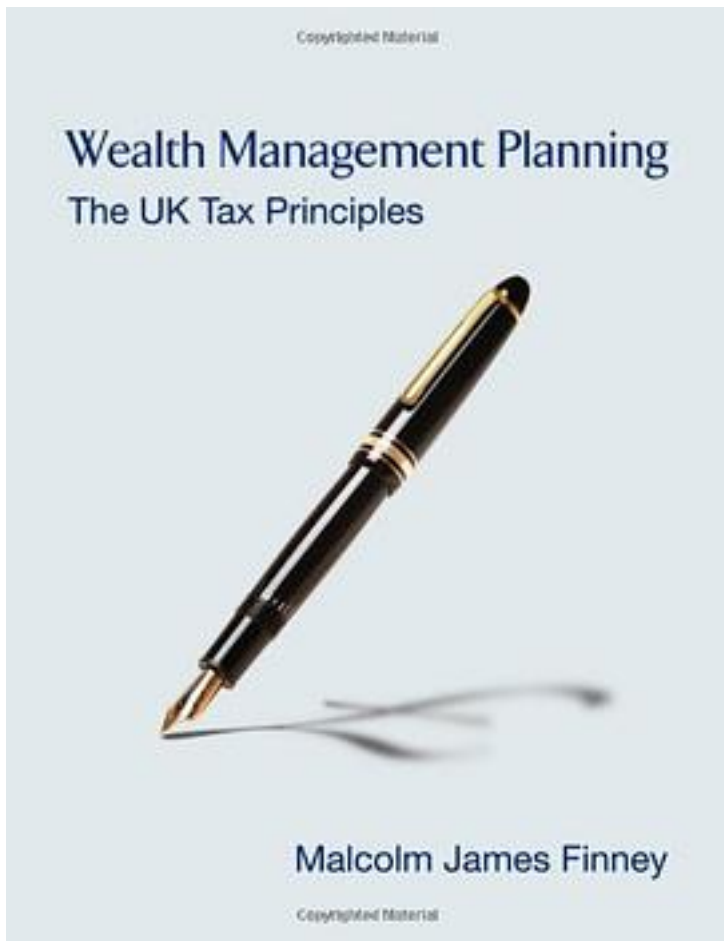 Copyrighted Material
Wealth Management Planning
The UK Tax Principles
Malcolm James Finney
Copyrighted Material